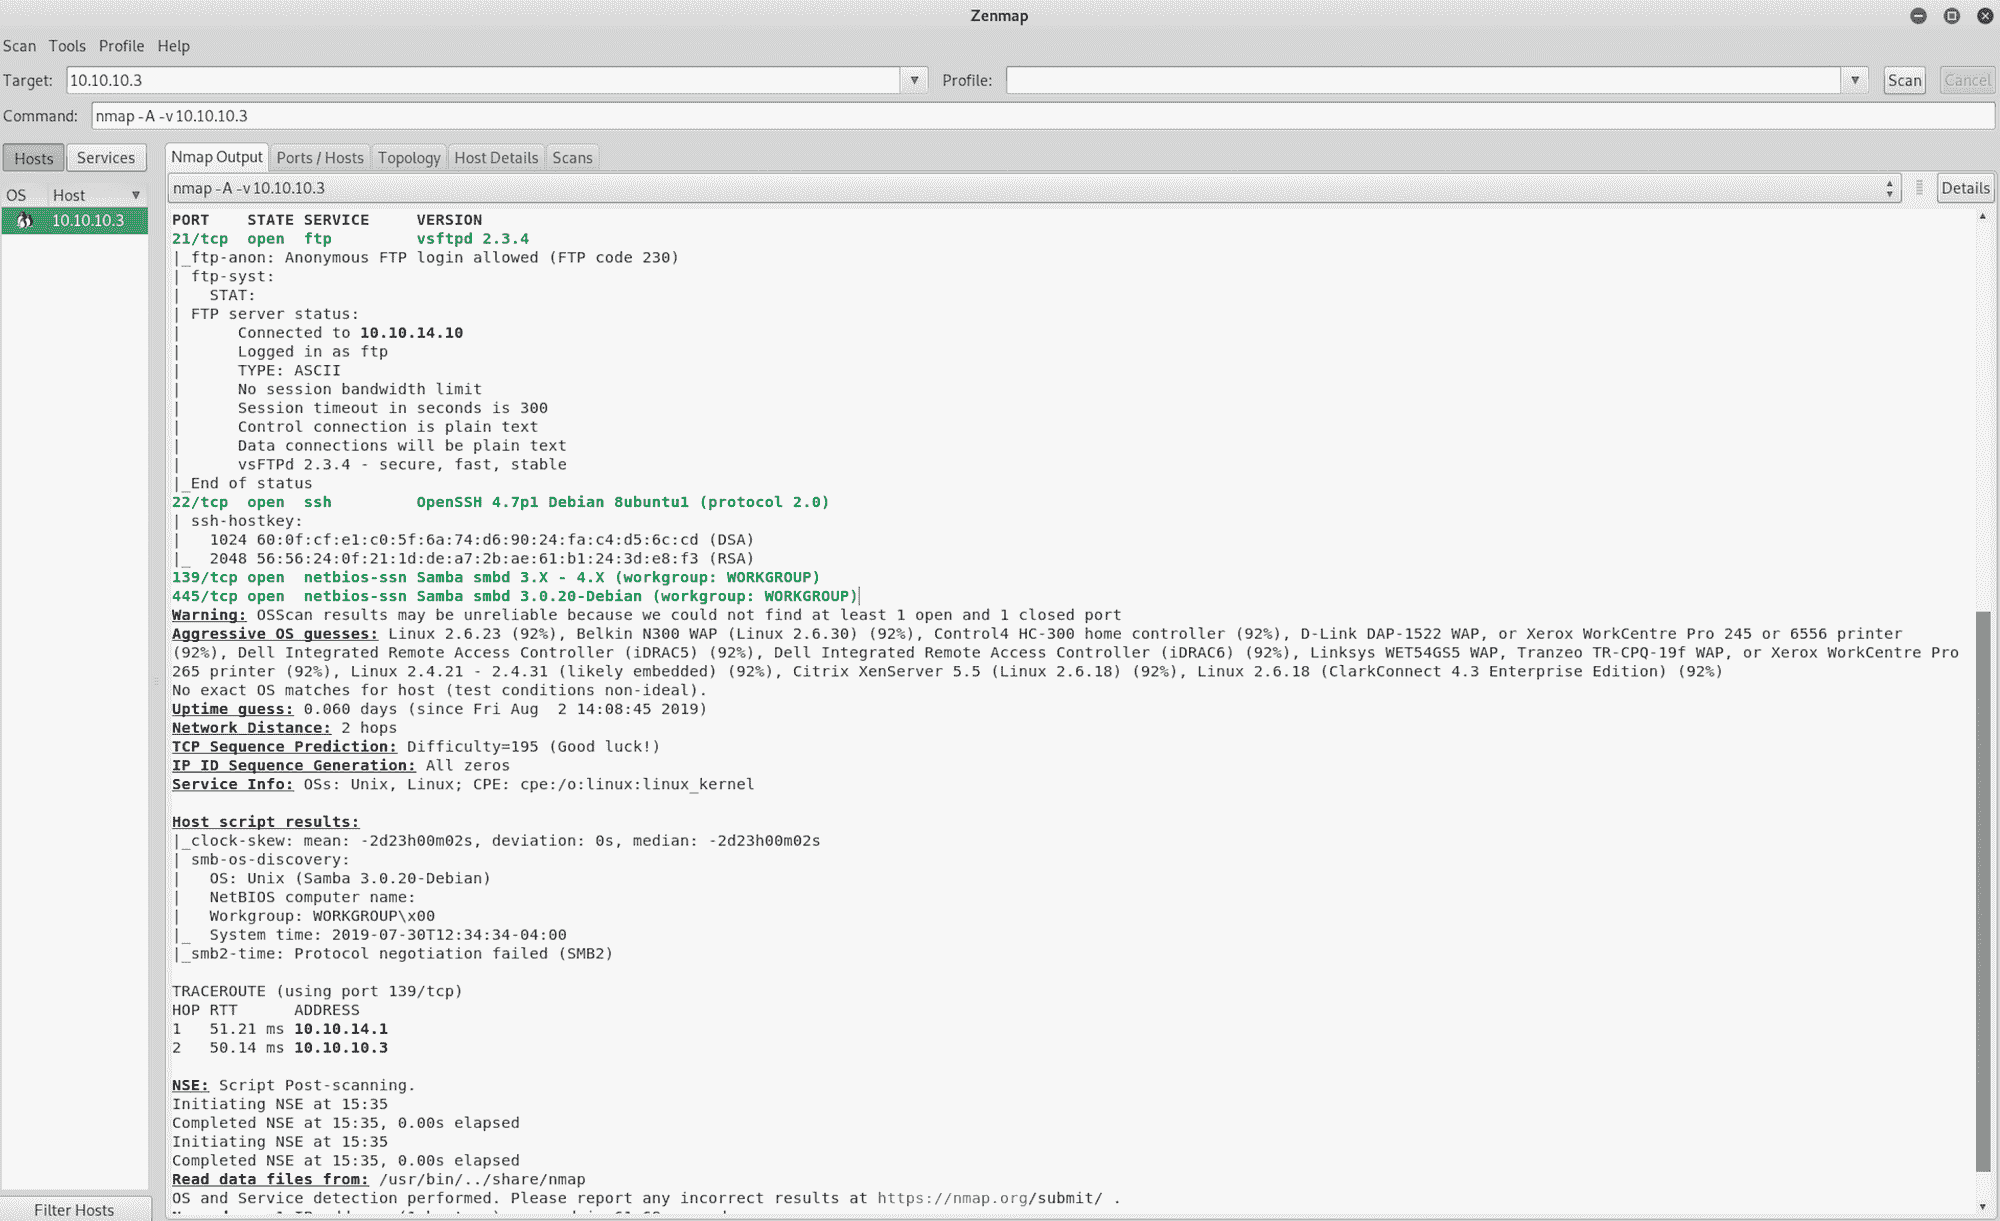 Zenmap
Scan Tools Profile Help
Target: 10.10.10.3 Profile: Scan Cancel
Command: nmap -A -v 10.10.10.3
Hosts Services
Nmap Output Ports / Hosts Topology Host Details Scans
OS Host
10.10.10.3
nmap -A -v 10.10.10.3 Details
PORT    STATE SERVICE     VERSION
21/tcp  open  ftp         vsftpd 2.3.4
|_ftp-anon: Anonymous FTP login allowed (FTP code 230)
| ftp-syst:
|   STAT:
| FTP server status:
|      Connected to 10.10.14.10
|      Logged in as ftp
|      TYPE: ASCII
|      No session bandwidth limit
|      Session timeout in seconds is 300
|      Control connection is plain text
|      Data connections will be plain text
|      vsFTPd 2.3.4 - secure, fast, stable
|_End of status
22/tcp  open  ssh         OpenSSH 4.7p1 Debian 8ubuntu1 (protocol 2.0)
| ssh-hostkey:
|   1024 60:0f:cf:e1:c0:5f:6a:74:d6:90:24:fa:c4:d5:6c:cd (DSA)
|_  2048 56:56:24:0f:21:1d:de:a7:2b:ae:61:b1:24:3d:e8:f3 (RSA)
139/tcp open  netbios-ssn Samba smbd 3.X - 4.X (workgroup: WORKGROUP)
445/tcp open  netbios-ssn Samba smbd 3.0.20-Debian (workgroup: WORKGROUP)
Warning: OSScan results may be unreliable because we could not find at least 1 open and 1 closed port
Aggressive OS guesses: Linux 2.6.23 (92%), Belkin N300 WAP (Linux 2.6.30) (92%), Control4 HC-300 home controller (92%), D-Link DAP-1522 WAP, or Xerox WorkCentre Pro 245 or 6556 printer
(92%), Dell Integrated Remote Access Controller (iDRAC5) (92%), Dell Integrated Remote Access Controller (iDRAC6) (92%), Linksys WET54GS5 WAP, Tranzeo TR-CPQ-19f WAP, or Xerox WorkCentre Pro
265 printer (92%), Linux 2.4.21 - 2.4.31 (likely embedded) (92%), Citrix XenServer 5.5 (Linux 2.6.18) (92%), Linux 2.6.18 (ClarkConnect 4.3 Enterprise Edition) (92%)
No exact OS matches for host (test conditions non-ideal).
Uptime guess: 0.060 days (since Fri Aug  2 14:08:45 2019)
Network Distance: 2 hops
TCP Sequence Prediction: Difficulty=195 (Good luck!)
IP ID Sequence Generation: All zeros
Service Info: OSs: Unix, Linux; CPE: cpe:/o:linux:linux_kernel
Host script results:
|_clock-skew: mean: -2d23h00m02s, deviation: 0s, median: -2d23h00m02s
| smb-os-discovery:
|   OS: Unix (Samba 3.0.20-Debian)
|   NetBIOS computer name:
|   Workgroup: WORKGROUP\x00
|_  System time: 2019-07-30T12:34:34-04:00
|_smb2-time: Protocol negotiation failed (SMB2)
TRACEROUTE (using port 139/tcp)
HOP RTT      ADDRESS
1   51.21 ms 10.10.14.1
2   50.14 ms 10.10.10.3
NSE: Script Post-scanning.
Initiating NSE at 15:35
Completed NSE at 15:35, 0.00s elapsed
Initiating NSE at 15:35
Completed NSE at 15:35, 0.00s elapsed
Read data files from: /usr/bin/../share/nmap
OS and Service detection performed. Please report any incorrect results at https://nmap.org/submit/ .
Filter Hosts